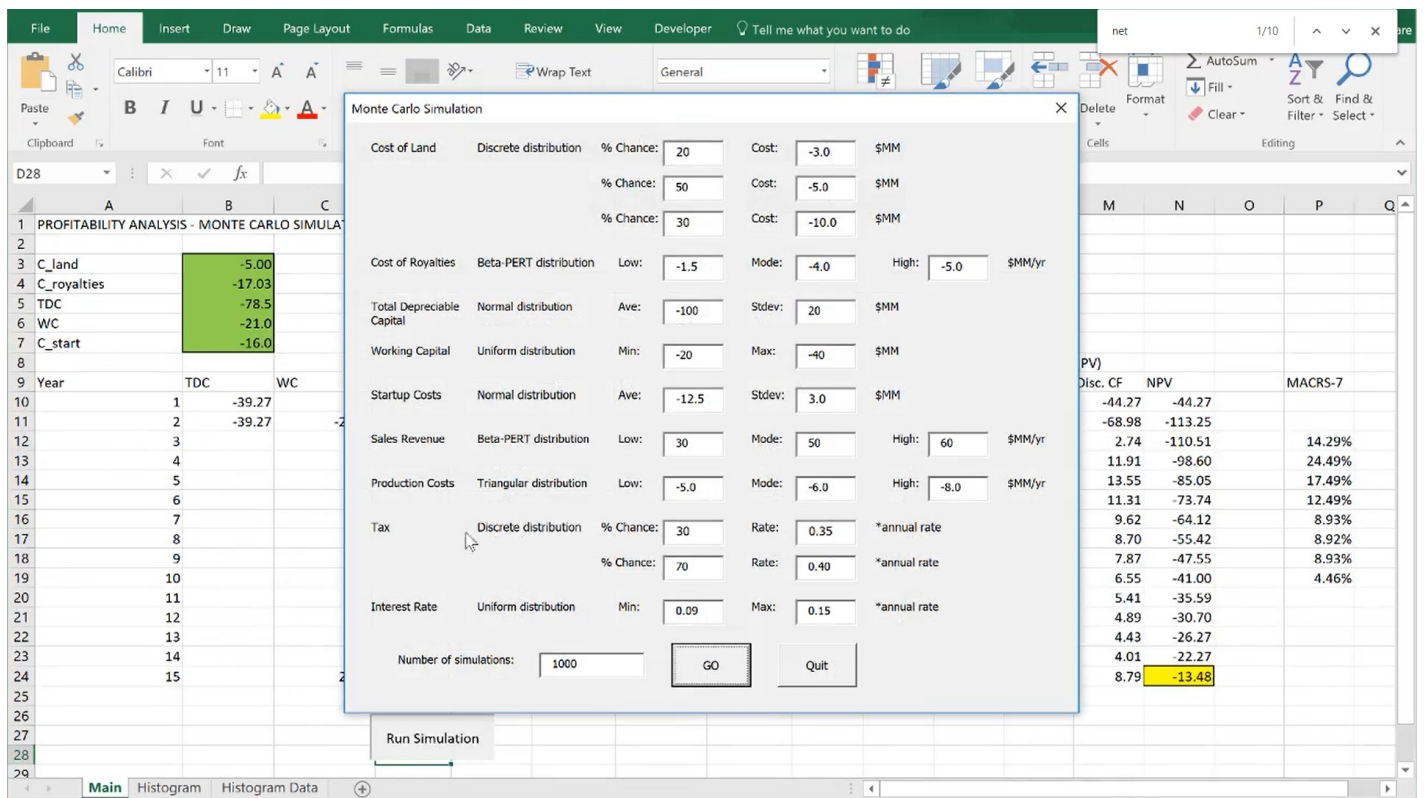 File Home Insert Draw Page Layout Formulas Data Review View Developer Tell me what you want to do
net 1/10
are
Calibri 11 A A Wrap Text General AutoSum
Fill
Clear
Paste B I U A Delete Format Sort & Filter Find & Select
Clipboard Font Cells Editing
D28 fx
A B C M N O P Q
Monte Carlo Simulation
Cost of Land Discrete distribution % Chance: 20 Cost: -3.0 $MM
% Chance: 50 Cost: -5.0 $MM
% Chance: 30 Cost: -10.0 $MM
Cost of Royalties Beta-PERT distribution Low: -1.5 Mode: -4.0 High: -5.0 $MM/yr
Total Depreciable Capital Normal distribution Ave: -100 Stdev: 20 $MM
Working Capital Uniform distribution Min: -20 Max: -40 $MM
Startup Costs Normal distribution Ave: -12.5 Stdev: 3.0 $MM
Sales Revenue Beta-PERT distribution Low: 30 Mode: 50 High: 60 $MM/yr
Production Costs Triangular distribution Low: -5.0 Mode: -6.0 High: -8.0 $MM/yr
Tax Discrete distribution % Chance: 30 Rate: 0.35 *annual rate
% Chance: 70 Rate: 0.40 *annual rate
Interest Rate Uniform distribution Min: 0.09 Max: 0.15 *annual rate
Number of simulations: 1000 GO Quit
1 PROFITABILITY ANALYSIS - MONTE CARLO SIMULAT
2
3 C_land -5.00
4 C_royalties -17.03
5 TDC -78.5
6 WC -21.0
7 C_start -16.0
8 PV)
9 Year TDC WC Disc. CF NPV MACRS-7
10 1 -39.27 -44.27 -44.27
11 2 -39.27 -2 -68.98 -113.25
12 3 2.74 -110.51 14.29%
13 4 11.91 -98.60 24.49%
14 5 13.55 -85.05 17.49%
15 6 11.31 -73.74 12.49%
16 7 9.62 -64.12 8.93%
17 8 8.70 -55.42 8.92%
18 9 7.87 -47.55 8.93%
19 10 6.55 -41.00 4.46%
20 11 5.41 -35.59
21 12 4.89 -30.70
22 13 4.43 -26.27
23 14 4.01 -22.27
24 15 2 8.79 -13.48
25
26
27 Run Simulation
28
29
Main Histogram Histogram Data